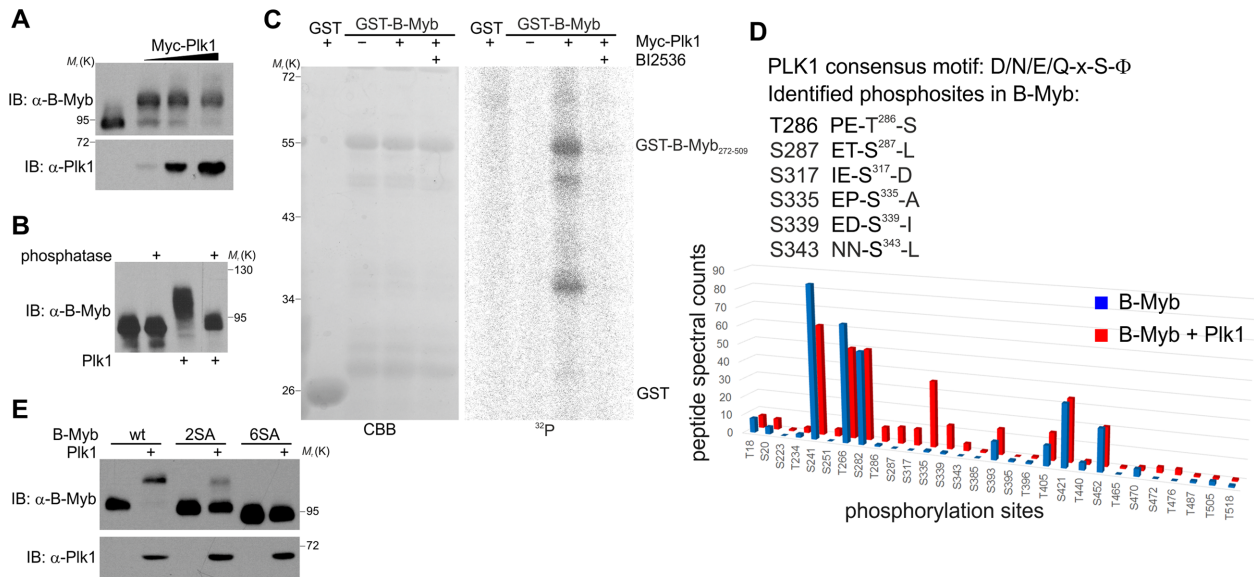 A
Myc-Plk1
Mr (K)
IB: α-B-Myb
95
72
IB: α-Plk1
B
phosphatase + + Mr (K)
130
IB: α-B-Myb
95
Plk1 + +
C
GST GST-B-Myb GST GST-B-Myb
+ − + + + − + + Myc-Plk1
+ + BI2536
Mr (K)
72
55
GST-B-Myb272-509
43
34
26
GST
CBB 32P
D
PLK1 consensus motif: D/N/E/Q-x-S-Φ
Identified phosphosites in B-Myb:
T286 PE-T286-S
S287 ET-S287-L
S317 IE-S317-D
S335 EP-S335-A
S339 ED-S339-I
S343 NN-S343-L
peptide spectral counts
90
80
70
60
50
40
30
20
10
0
B-Myb
B-Myb + Plk1
T18 S20 S223 T234 S241 S251 T266 S282 T286 S287 S317 S335 S339 S343 S385 S393 S395 T396 T405 S421 T440 S452 T465 S470 S472 T476 T487 T505 T518
phosphorylation sites
E
B-Myb wt 2SA 6SA
Plk1 + + + Mr (K)
IB: α-B-Myb
95
72
IB: α-Plk1